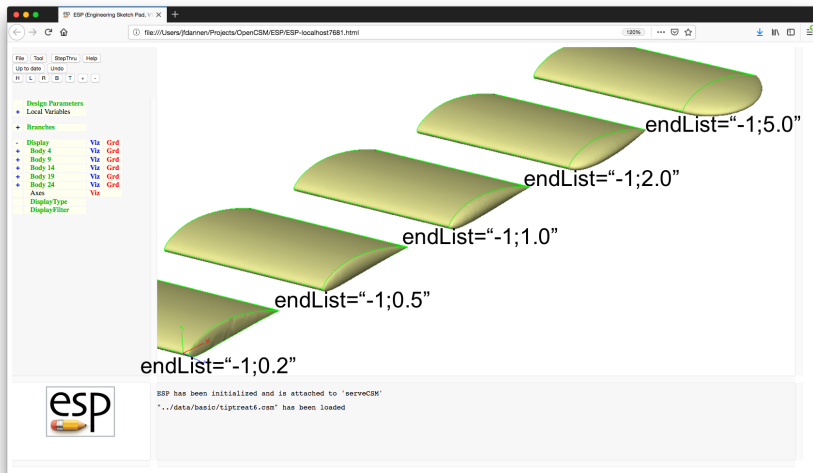 ESP (Engineering Sketch Pad, V
file:///Users/jfdannen/Projects/OpenCSM/ESP/ESP-localhost7681.html
120%
File Tool StepThru Help
Up to date Undo
H L R B T + -
Design Parameters
+ Local Variables
+ Branches
- Display Viz Grd
+ Body 4 Viz Grd
+ Body 9 Viz Grd
+ Body 14 Viz Grd
+ Body 19 Viz Grd
+ Body 24 Viz Grd
Axes Viz
DisplayType
DisplayFilter
endList=“-1;5.0”
endList=“-1;2.0”
endList=“-1;1.0”
endList=“-1;0.5”
endList=“-1;0.2”
esp
ESP has been initialized and is attached to 'serveCSM'
"../data/basic/tiptreat6.csm" has been loaded